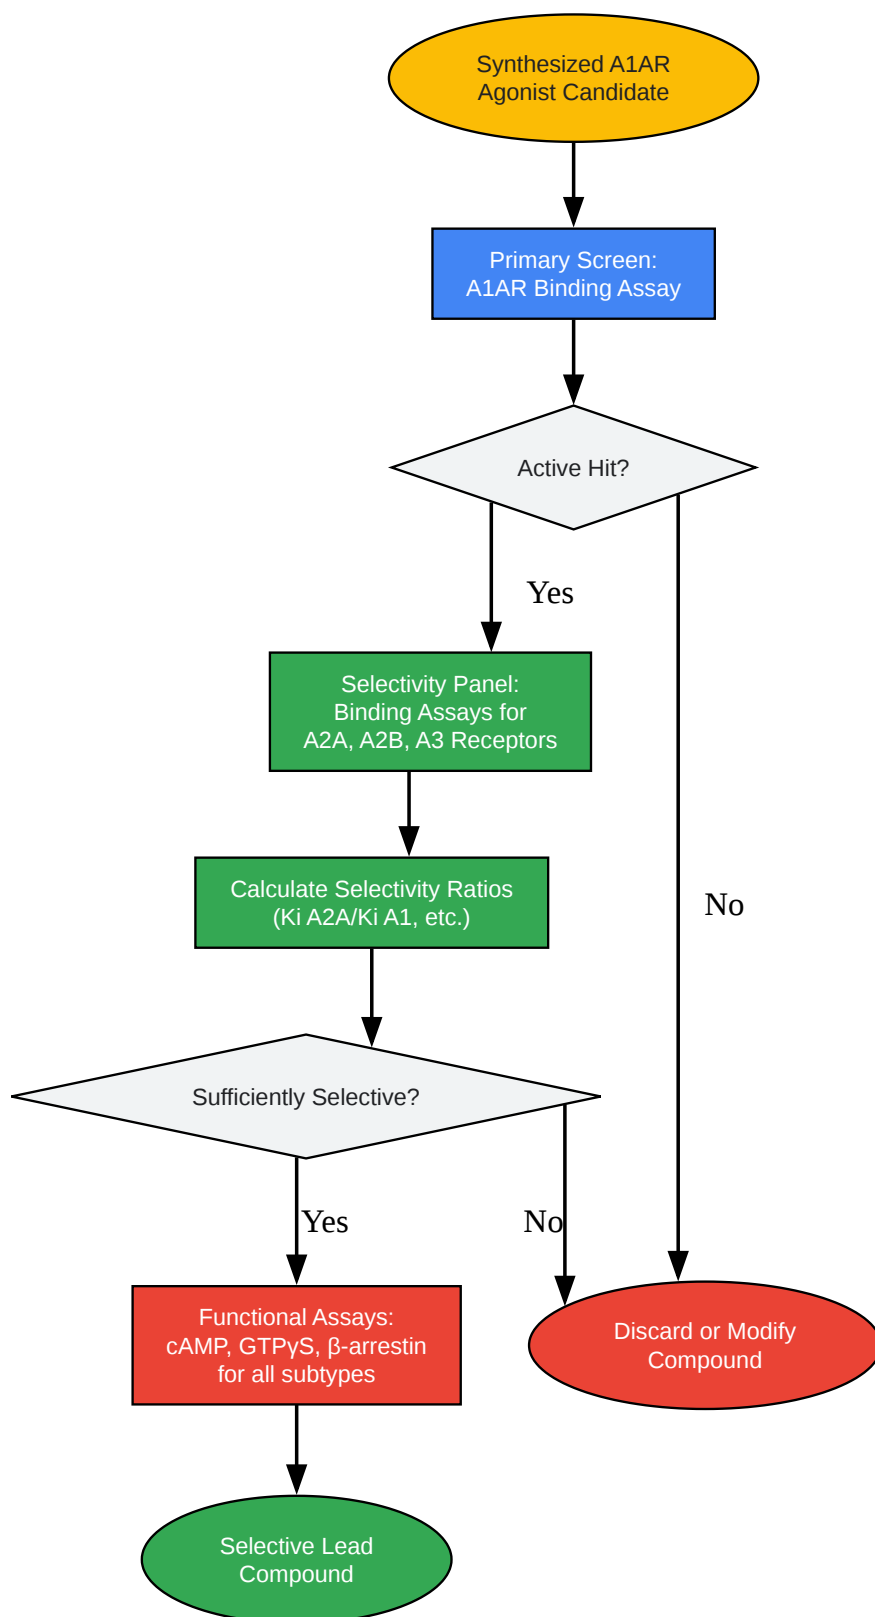 Synthesized A1AR
Agonist Candidate
Primary Screen:
A1AR Binding Assay
Active Hit?
Yes
Selectivity Panel:
Binding Assays for
A2A, A2B, A3 Receptors
Calculate Selectivity Ratios
(Ki A2A/Ki A1, etc.)
No
Sufficiently Selective?
Yes
No
Functional Assays:
cAMP, GTPγS, β-arrestin
for all subtypes
Discard or Modify
Compound
Selective Lead
Compound